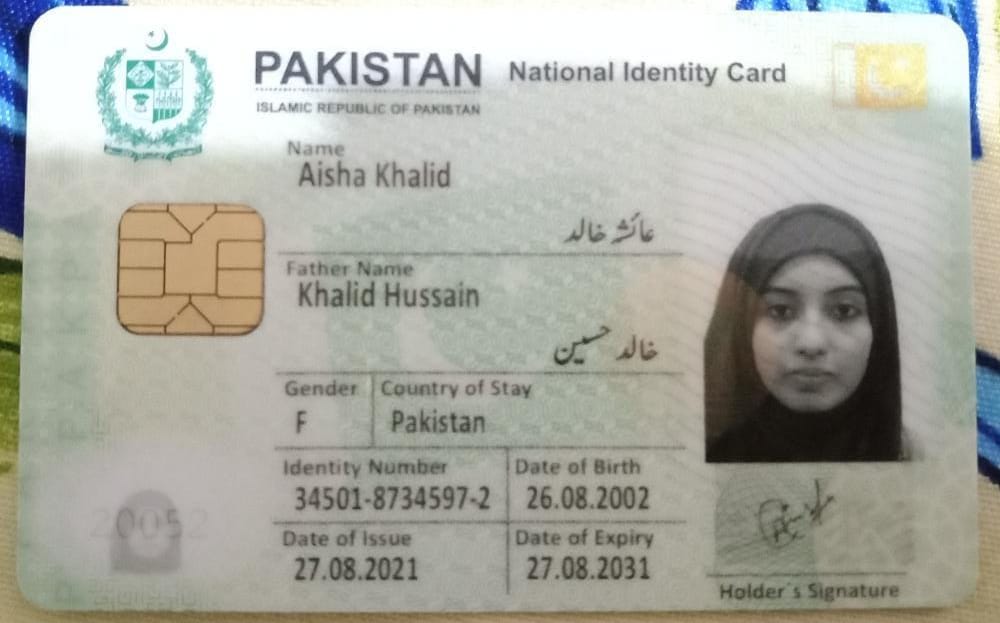 PAKISTAN National Identity Card
ISLAMIC REPUBLIC OF PAKISTAN
Name
Aisha Khalid
عائشہ خالد
Father Name
Khalid Hussain
خالد حسین
Gender Country of Stay
F Pakistan
Identity Number Date of Birth
34501-8734597-2 26.08.2002
Date of Issue Date of Expiry
27.08.2021 27.08.2031
Holder's Signature